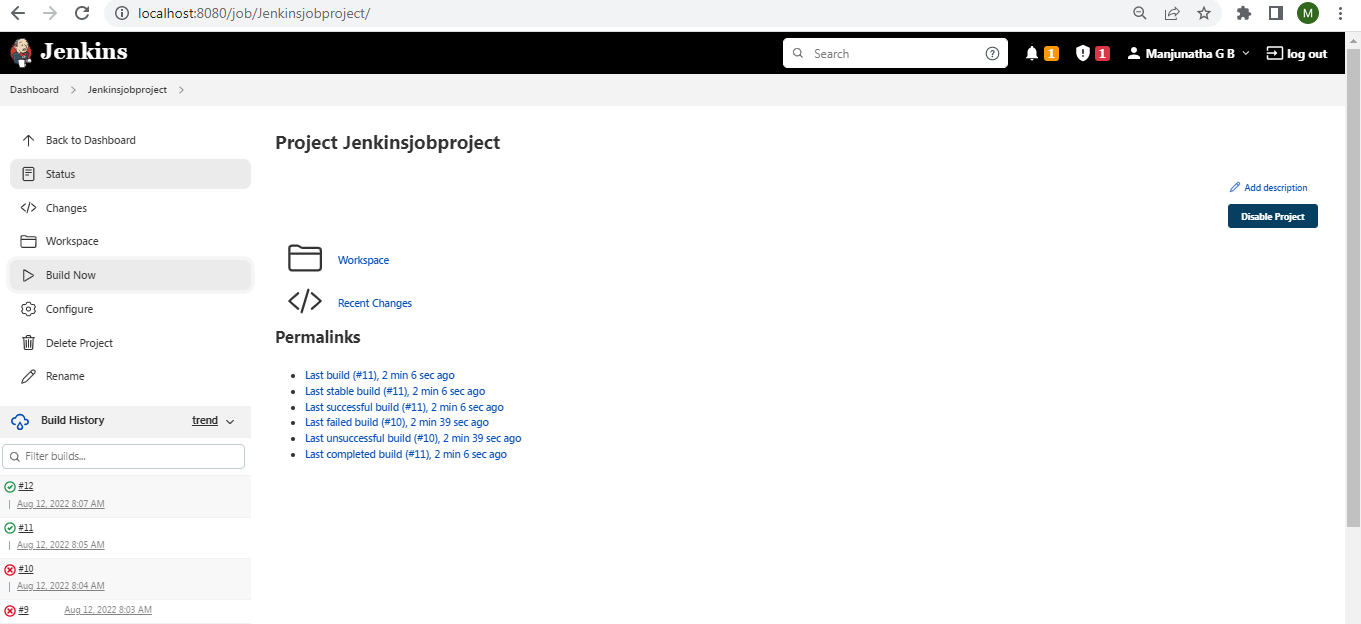 localhost:8080/job/Jenkinsjobproject/
M
Jenkins
Search
1
1
Manjunatha G B
log out
Dashboard
Jenkinsjobproject
Back to Dashboard
Status
Changes
Workspace
Build Now
Configure
Delete Project
Rename
Build History
trend
Filter builds...
#12
Aug 12, 2022 8:07 AM
#11
Aug 12, 2022 8:05 AM
#10
Aug 12, 2022 8:04 AM
#9 Aug 12, 2022 8:03 AM
Project Jenkinsjobproject
Add description
Disable Project
Workspace
Recent Changes
Permalinks
Last build (#11), 2 min 6 sec ago
Last stable build (#11), 2 min 6 sec ago
Last successful build (#11), 2 min 6 sec ago
Last failed build (#10), 2 min 39 sec ago
Last unsuccessful build (#10), 2 min 39 sec ago
Last completed build (#11), 2 min 6 sec ago